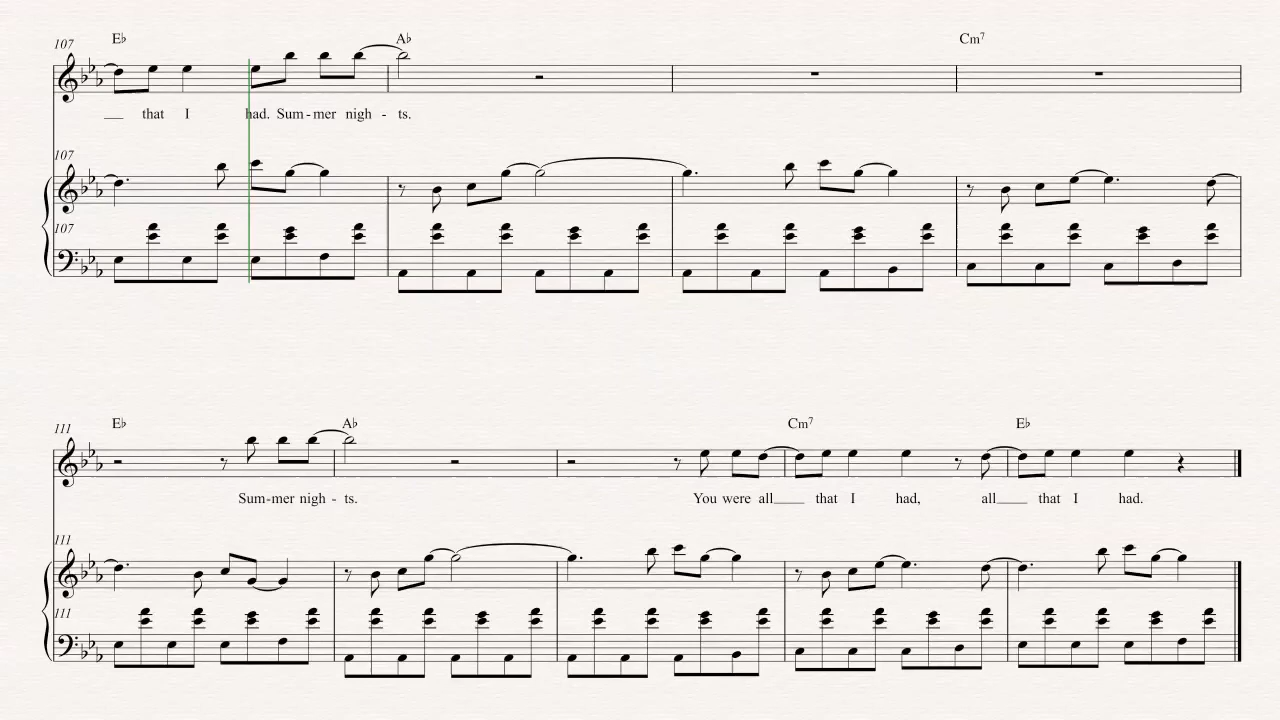 107 E♭ A♭ Cm7
that I had. Sum - mer nigh - ts.
107
107
111 E♭ A♭ Cm7 E♭
Sum-mer nigh - ts. You were all that I had, all that I had.
111
111